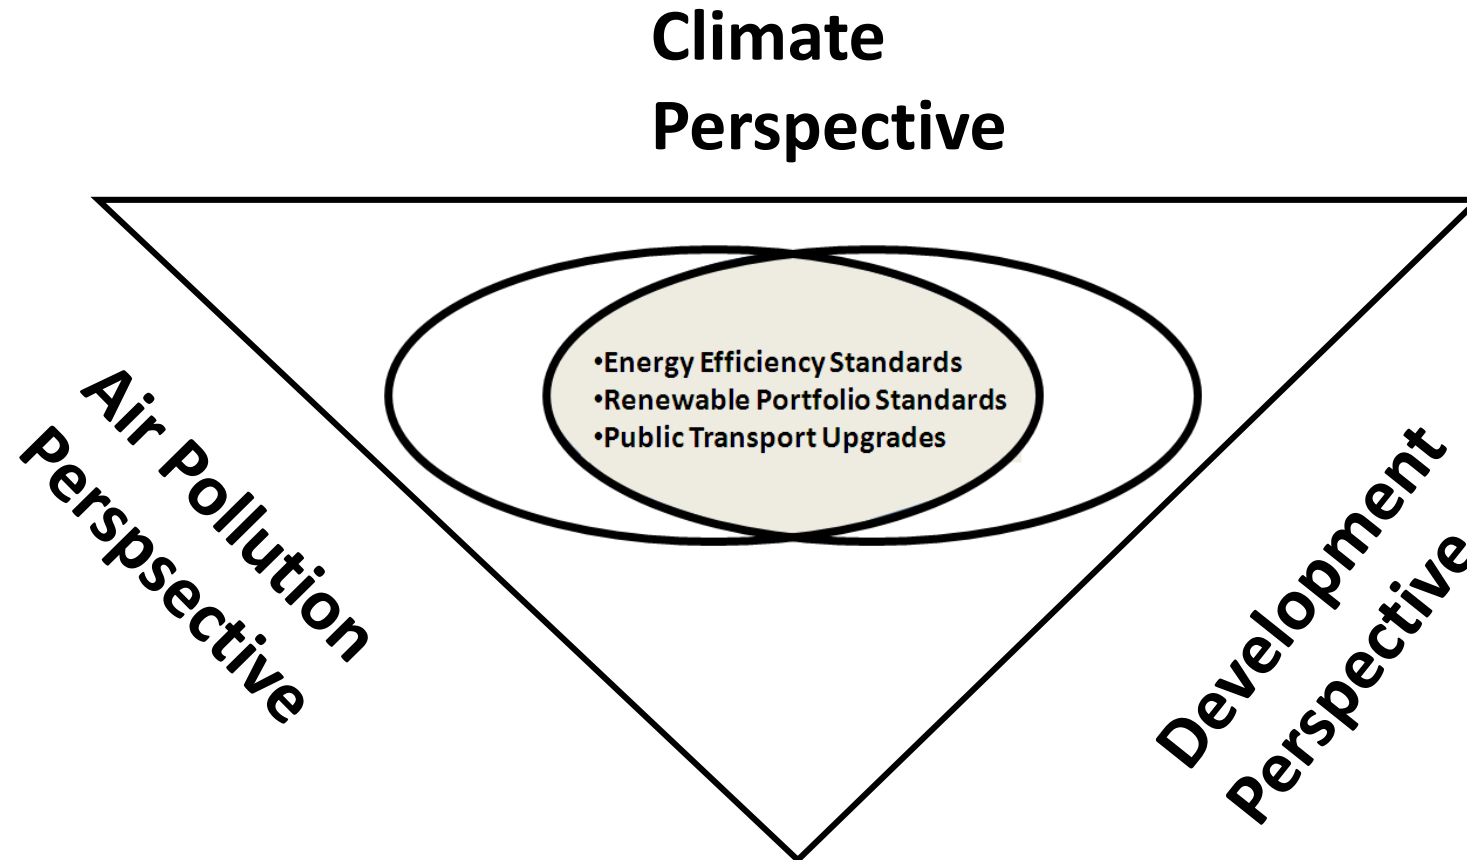 Climate
Perspective
•Energy Efficiency Standards
•Renewable Portfolio Standards
•Public Transport Upgrades
Air Pollution
Perspsective
Development
Perspective